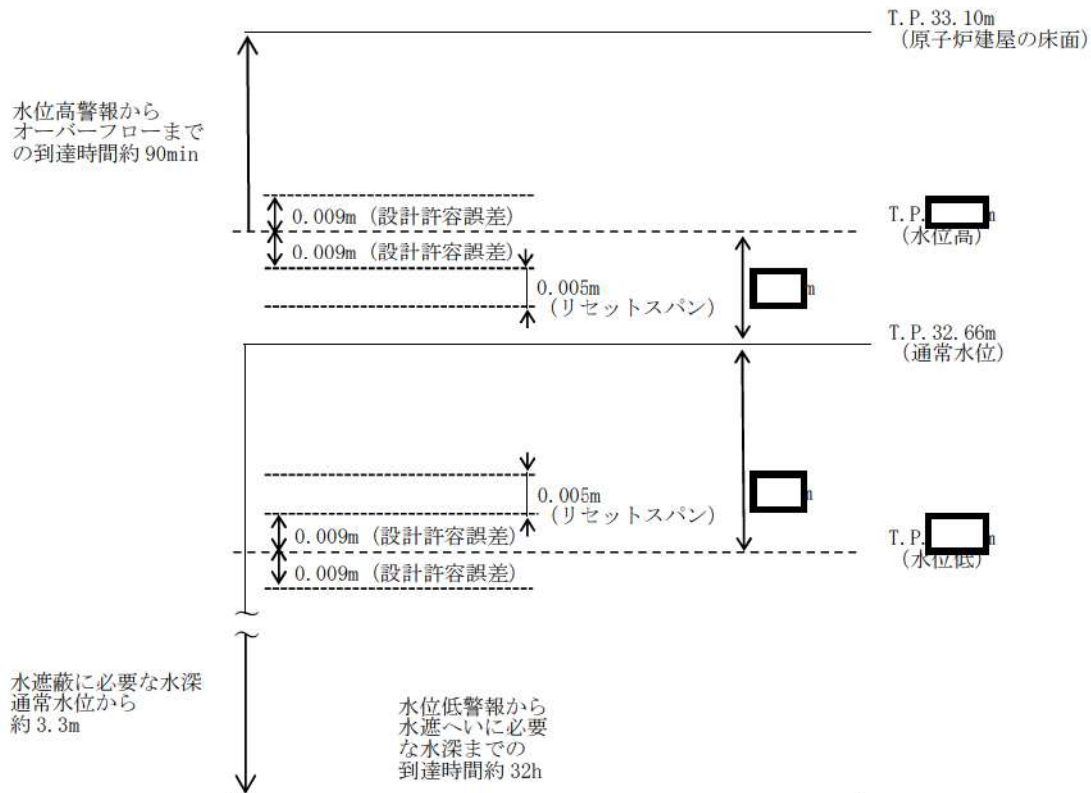 T.P.33.10m
(原子炉建屋の床面)
水位高警報から
オーバーフローまで
の到達時間約 90min
0.009m (設計許容誤差)
T.P. m
(水位高)
0.009m (設計許容誤差)
0.005m
(リセットスパン)
m
T.P.32.66m
(通常水位)
0.005m
(リセットスパン)
m
0.009m (設計許容誤差)
T.P. m
(水位低)
0.009m (設計許容誤差)
水遮蔽に必要な水深
通常水位から
約 3.3m
水位低警報から
水遮へいに必要
な水深までの
到達時間約 32h